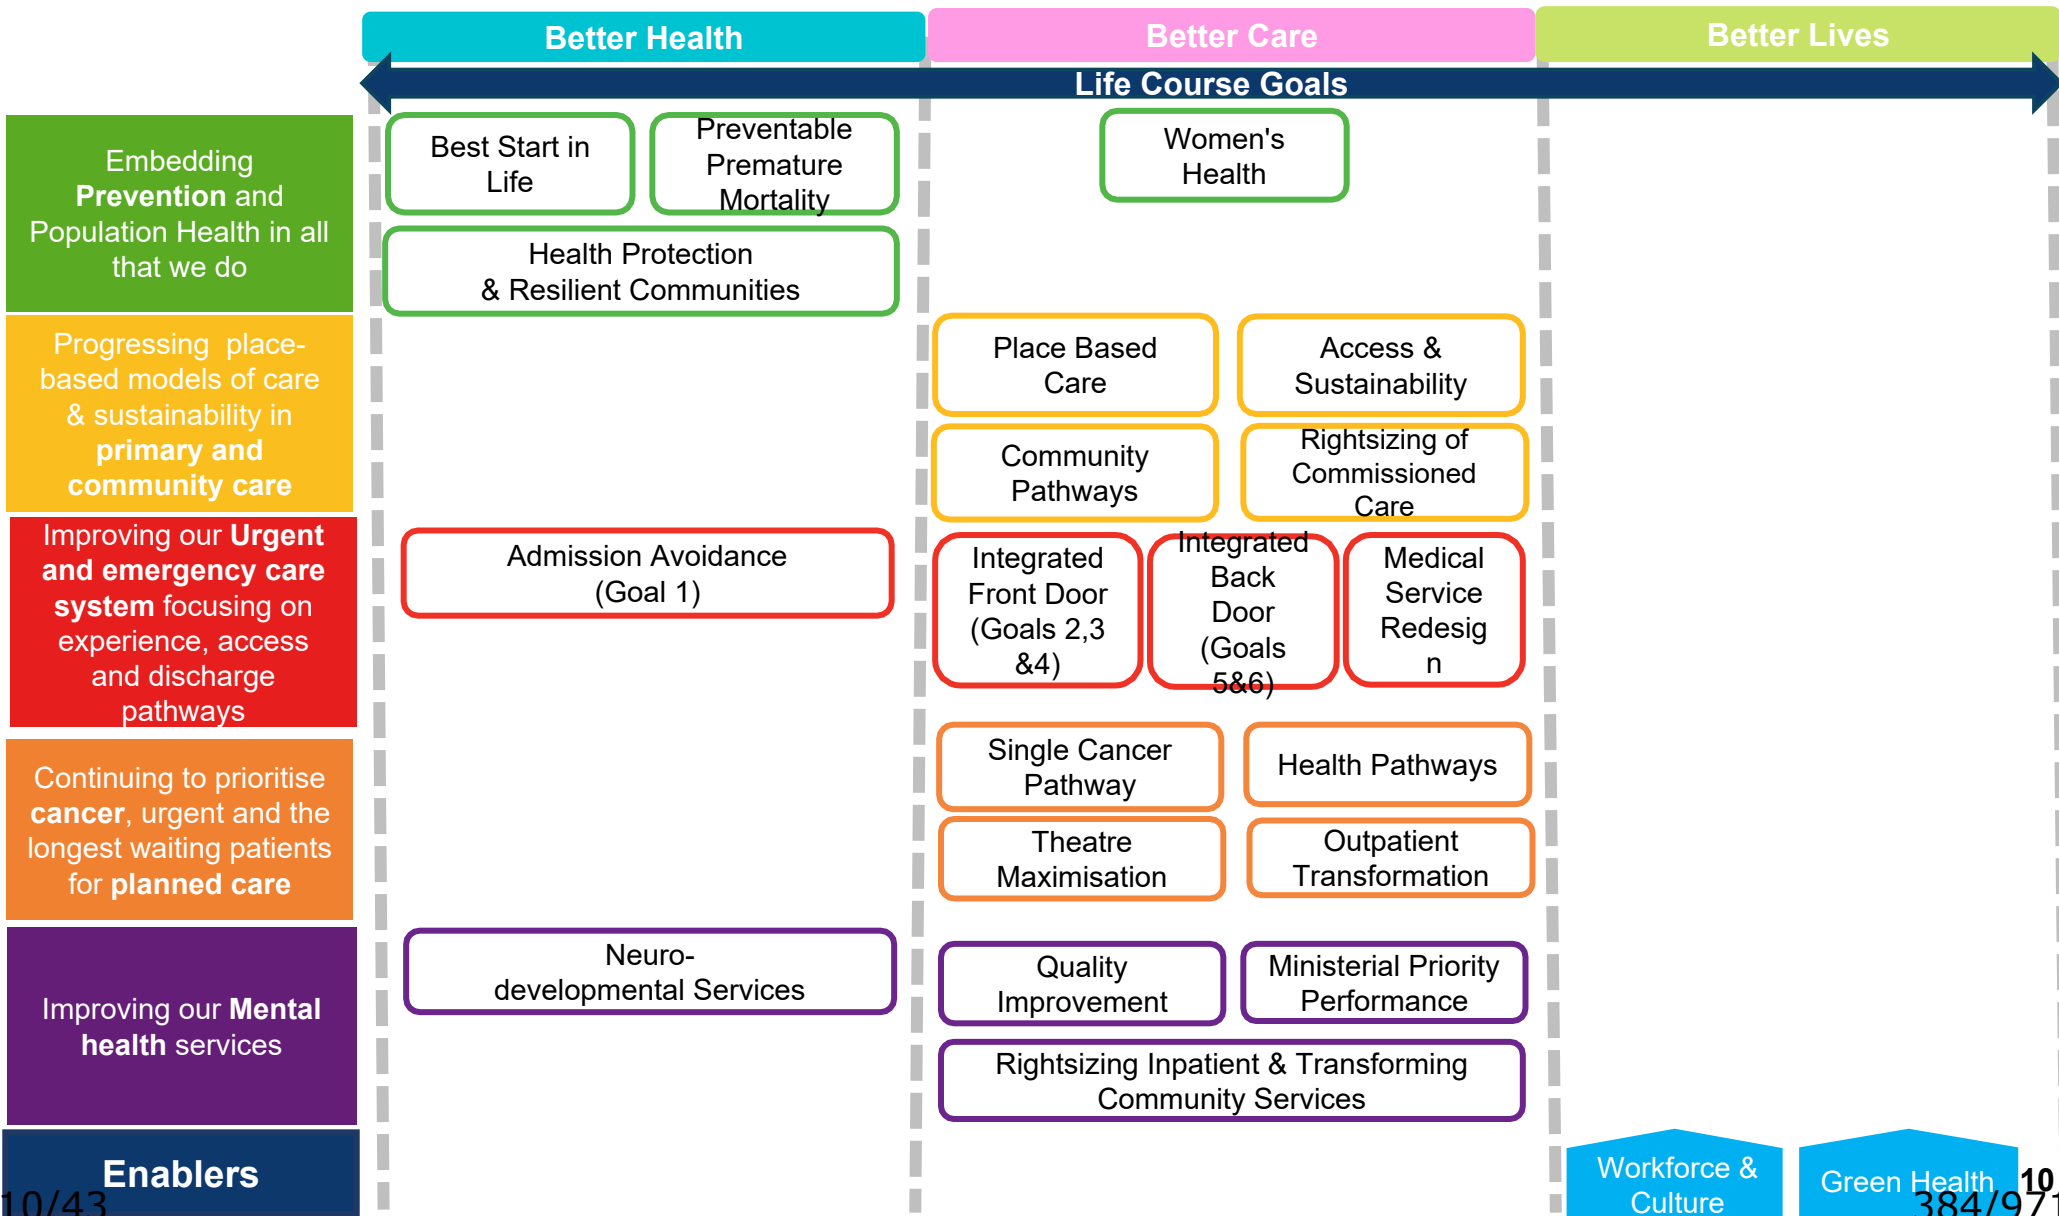 Better Health
Better Care
Better Lives
Life Course Goals
Embedding
Prevention and
Population Health in all
that we do
Best Start in
Life
Preventable
Premature
Mortality
Women's
Health
Health Protection
& Resilient Communities
Progressing place-
based models of care
& sustainability in
primary and
community care
Place Based
Care
Access &
Sustainability
Community
Pathways
Rightsizing of
Commissioned
Care
Improving our Urgent
and emergency care
system focusing on
experience, access
and discharge
pathways
Admission Avoidance
(Goal 1)
Integrated
Front Door
(Goals 2,3
&4)
Integrated
Back
Door
(Goals
5&6)
Medical
Service
Redesig
n
Continuing to prioritise
cancer, urgent and the
longest waiting patients
for planned care
Single Cancer
Pathway
Health Pathways
Theatre
Maximisation
Outpatient
Transformation
Improving our Mental
health services
Neuro-
developmental Services
Quality
Improvement
Ministerial Priority
Performance
Rightsizing Inpatient & Transforming
Community Services
Enablers
Workforce &
Culture
Green Health
10
10/43
384/971